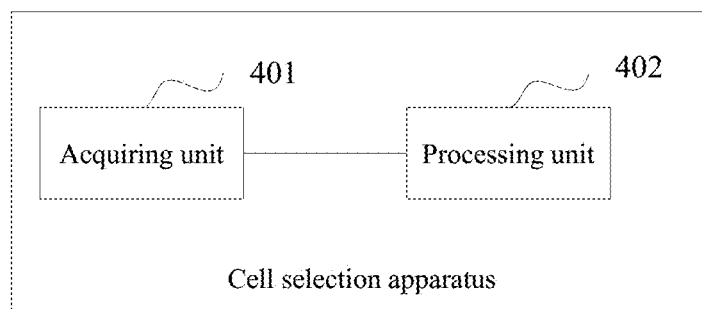 401
402
Acquiring unit
Processing unit
Cell selection apparatus